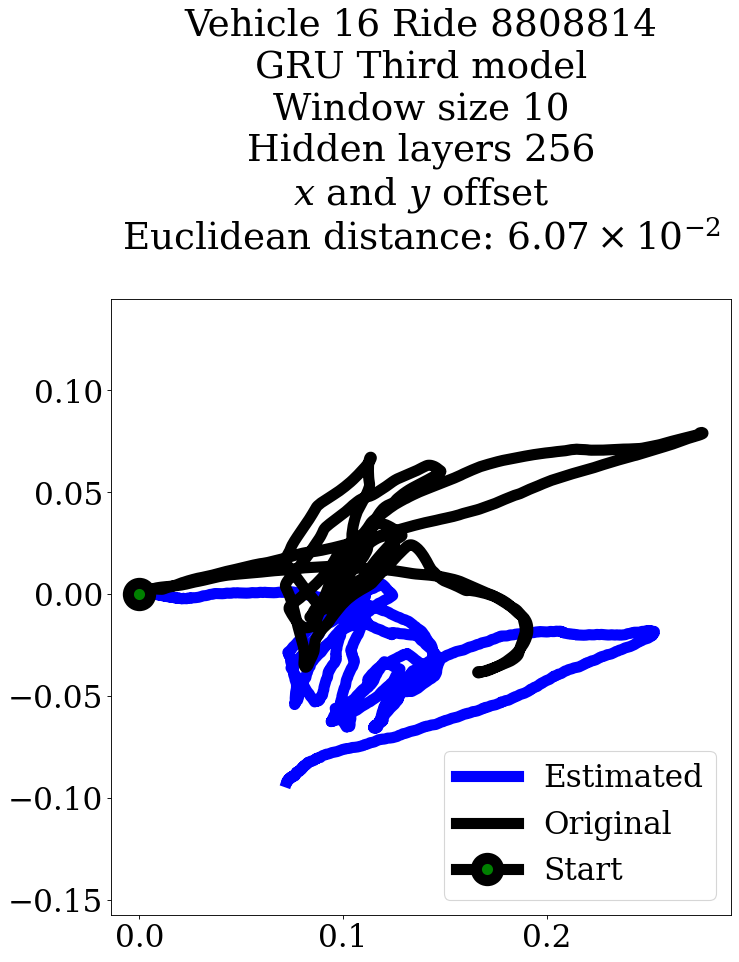 Vehicle 16 Ride 8808814
GRU Third model
Window size 10
Hidden layers 256
x and y offset
Euclidean distance: 6.07 × 10⁻²
0.10
0.05
0.00
−0.05
−0.10
−0.15
Estimated
Original
Start
0.0 0.1 0.2